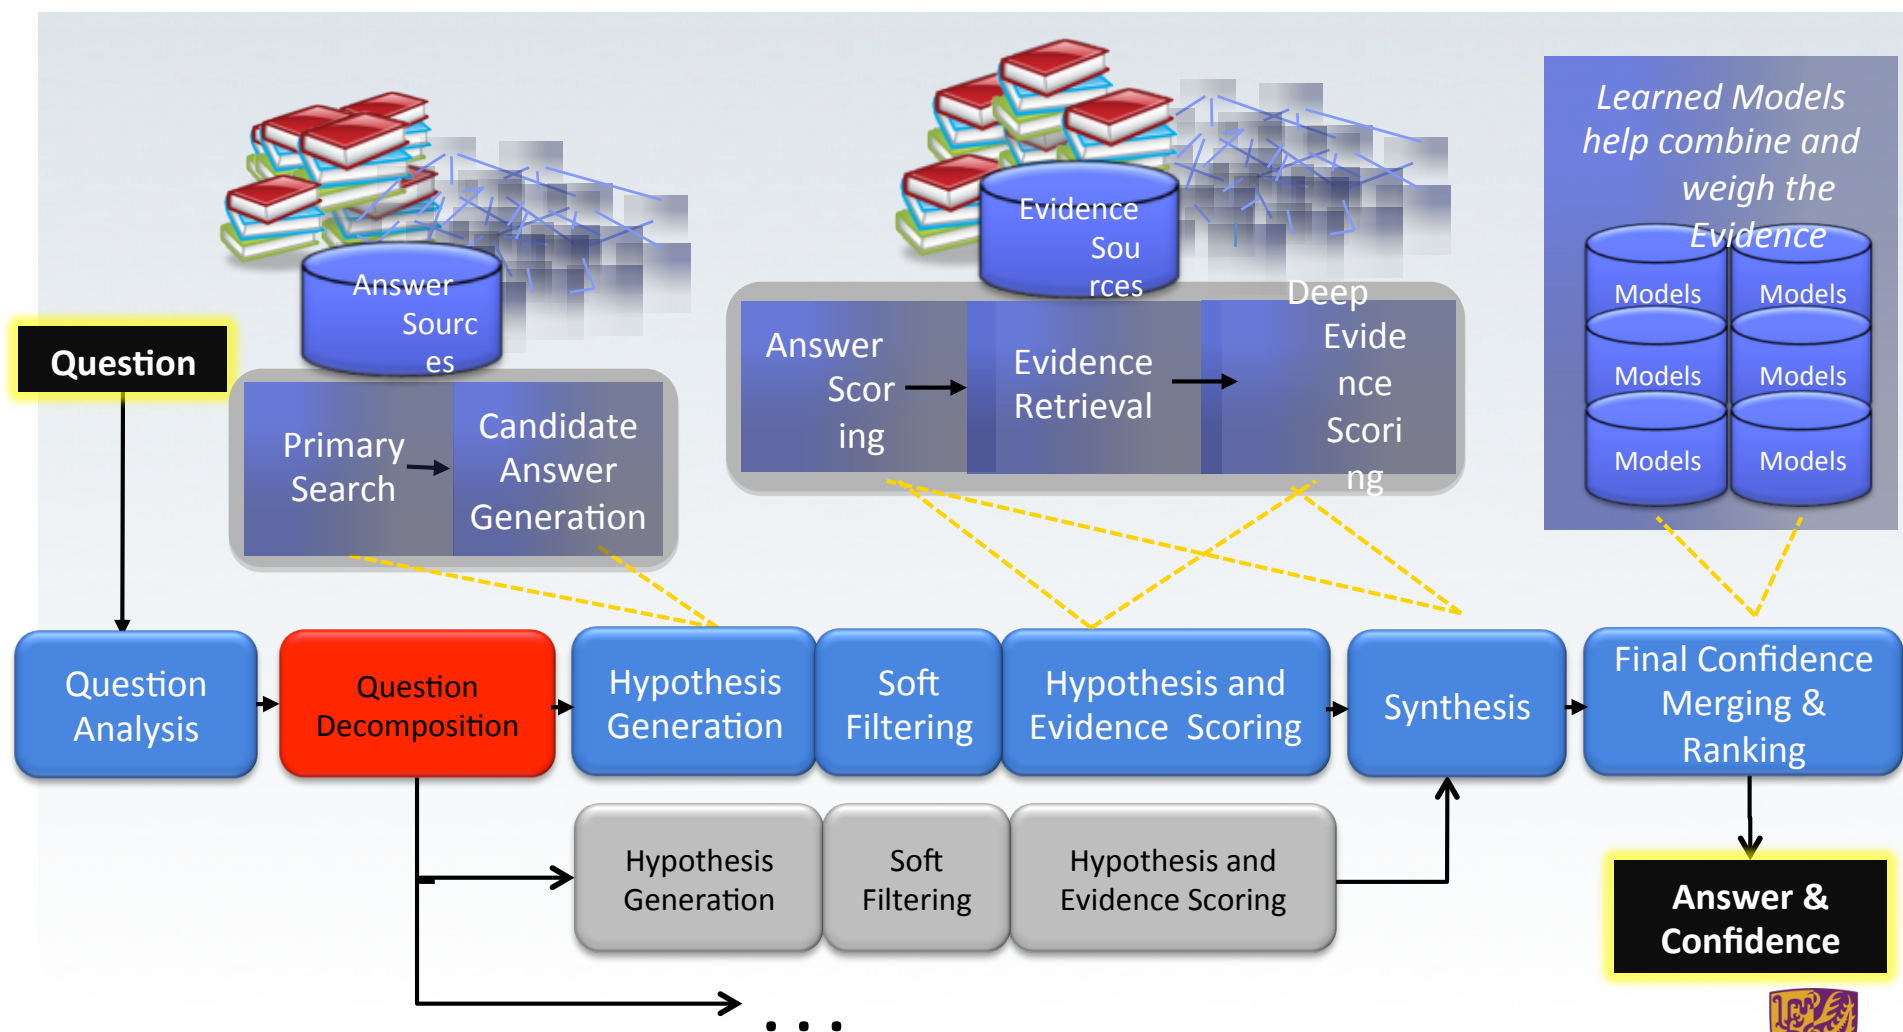 Learned Models
help combine and
weigh the
Evidence
Models
Models
Models
Models
Models
Models
Evidence
Sou
rces
Answer
Sourc
es
Question
Primary
Search
Candidate
Answer
Generation
Answer
Scor
ing
Evidence
Retrieval
Deep
Evide
nce
Scori
ng
Question
Analysis
Question
Decomposition
Hypothesis
Generation
Soft
Filtering
Hypothesis and
Evidence Scoring
Synthesis
Final Confidence
Merging &
Ranking
Hypothesis
Generation
Soft
Filtering
Hypothesis and
Evidence Scoring
Answer &
Confidence
. . .